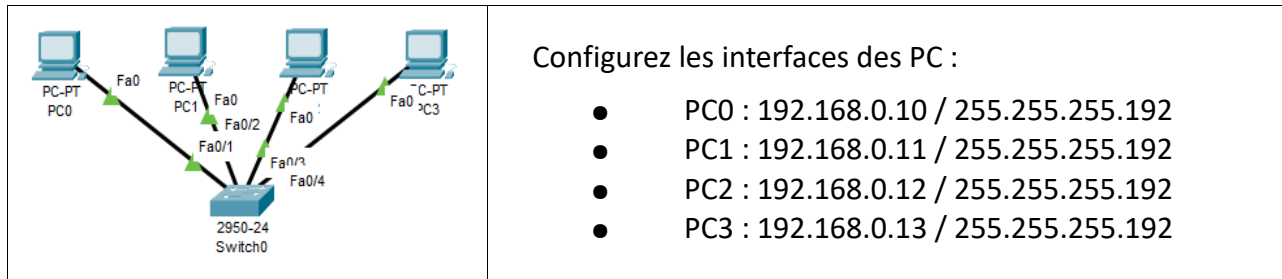 PC-PT
PC0
Fa0
PC-PT
PC1
Fa0
PC-PT
Fa0
C-PT
PC3
Fa0
Fa0/1
Fa0/2
Fa0/3
Fa0/4
2950-24
Switch0
Configurez les interfaces des PC :
● PC0 : 192.168.0.10 / 255.255.255.192
● PC1 : 192.168.0.11 / 255.255.255.192
● PC2 : 192.168.0.12 / 255.255.255.192
● PC3 : 192.168.0.13 / 255.255.255.192